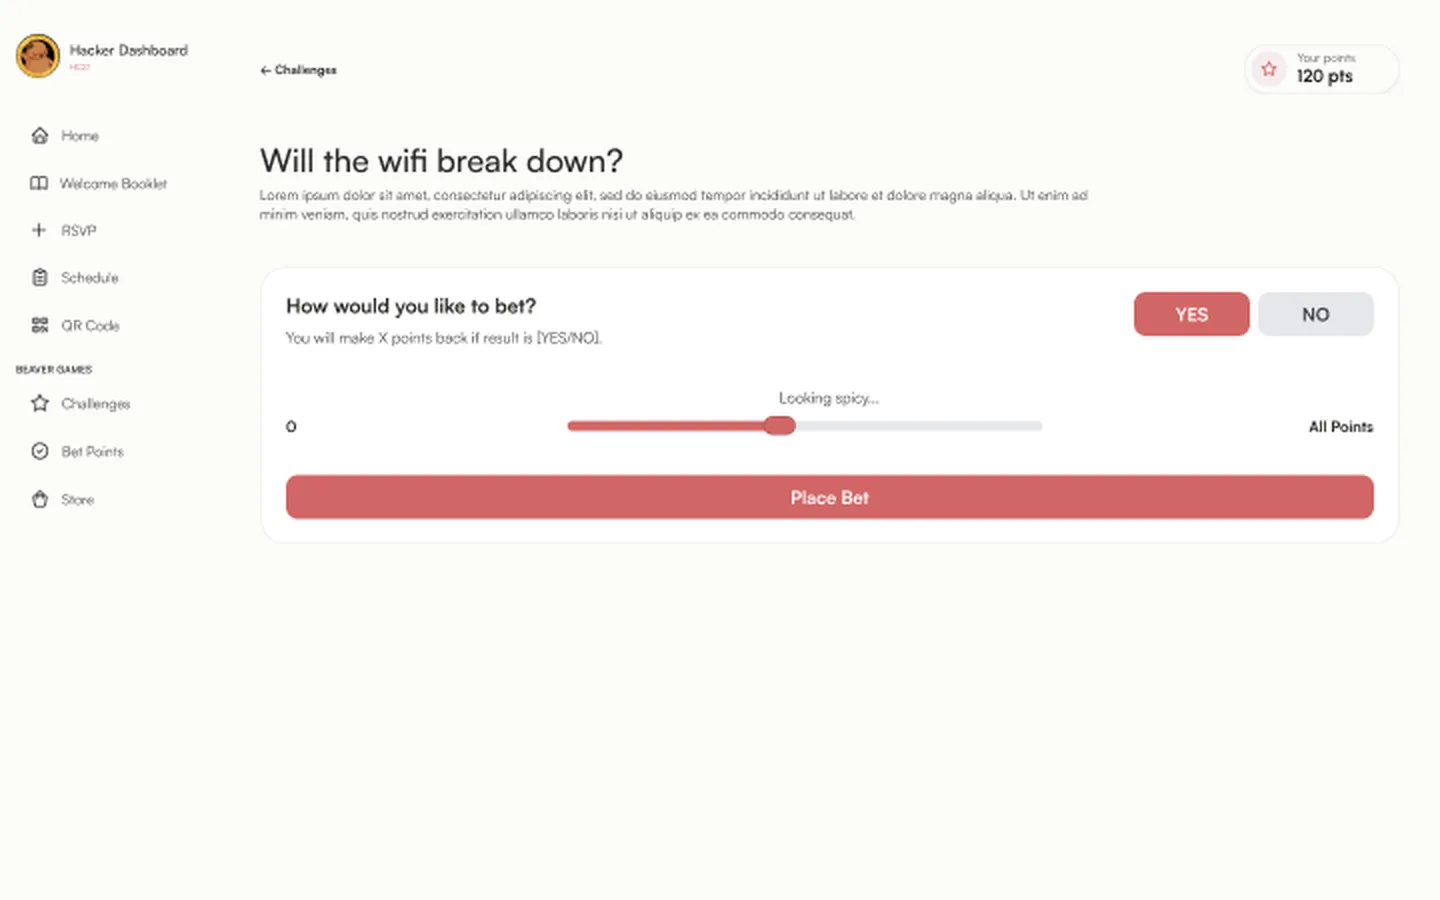 Hacker Dashboard
HC27
Home
Welcome Booklet
RSVP
Schedule
QR Code
BEAVER GAMES
Challenges
Bet Points
Store
← Challenges
Your points
120 pts
Will the wifi break down?
Lorem ipsum dolor sit amet, consectetur adipiscing elit, sed do eiusmod tempor incididunt ut labore et dolore magna aliqua. Ut enim ad
minim veniam, quis nostrud exercitation ullamco laboris nisi ut aliquip ex ea commodo consequat.
How would you like to bet?
YES
NO
You will make X points back if result is [YES/NO].
Looking spicy...
0
All Points
Place Bet